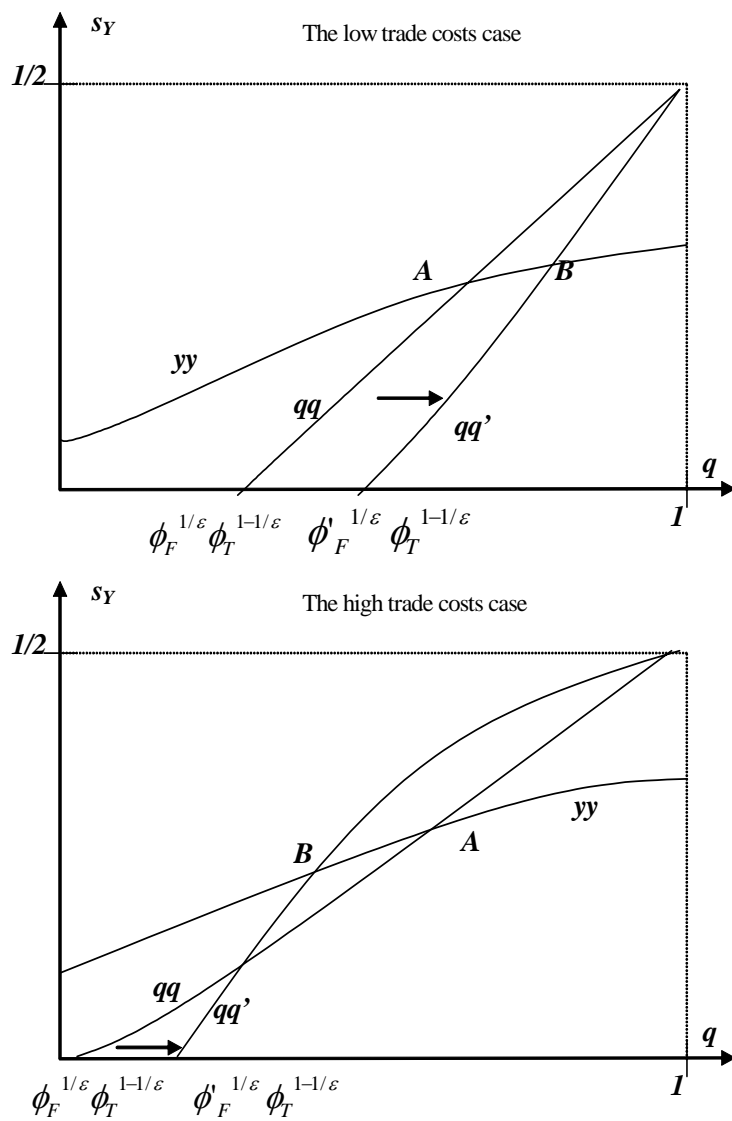 s_Y
The low trade costs case
1/2
A
B
yy
qq
qq’
q
ϕ_F^{1/ε} ϕ_T^{1−1/ε}
ϕ'_F^{1/ε} ϕ_T^{1−1/ε}
1
s_Y
The high trade costs case
1/2
yy
B
A
qq
qq’
q
ϕ_F^{1/ε} ϕ_T^{1−1/ε}
ϕ'_F^{1/ε} ϕ_T^{1−1/ε}
1